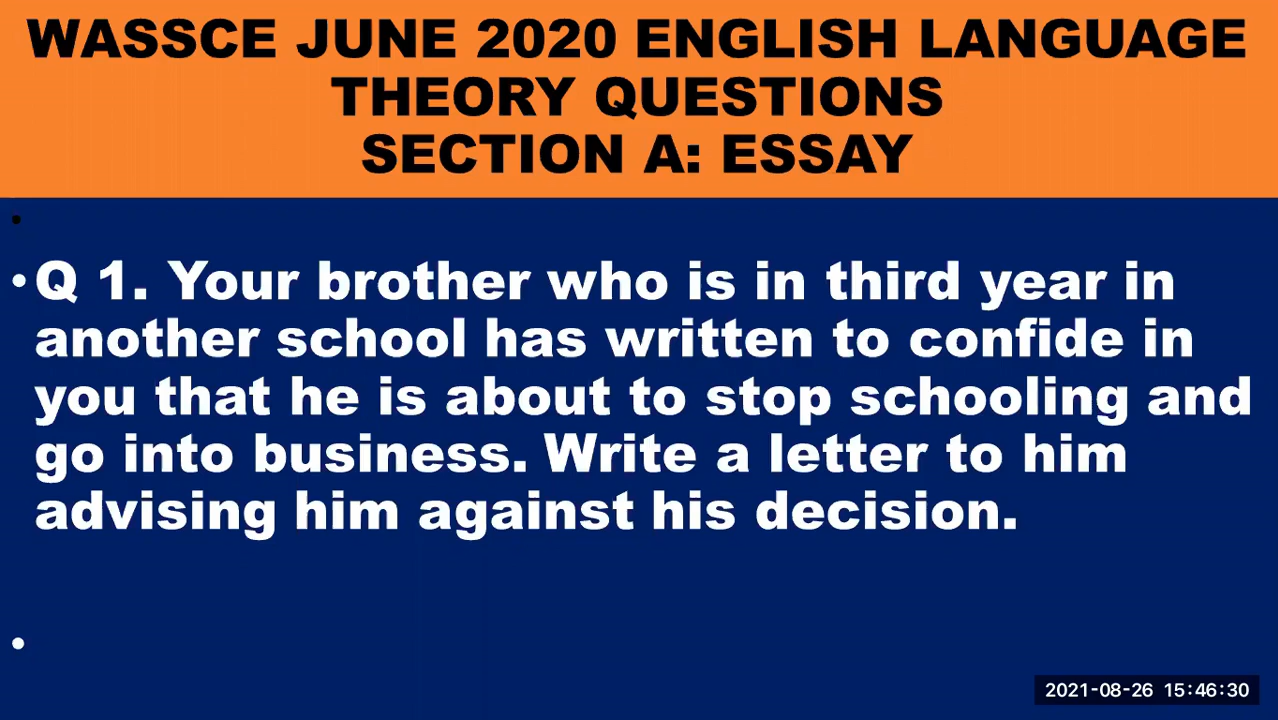 WASSCE JUNE 2020 ENGLISH LANGUAGE
THEORY QUESTIONS
SECTION A: ESSAY
•
•Q 1. Your brother who is in third year in
another school has written to confide in
you that he is about to stop schooling and
go into business. Write a letter to him
advising him against his decision.
•
2021-08-26 15:46:30